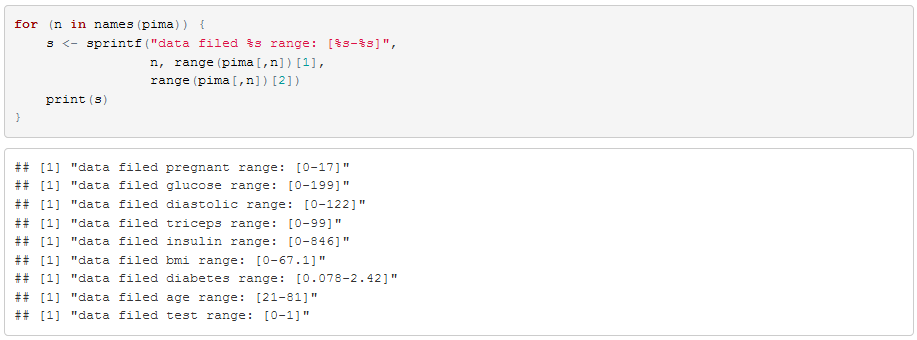 for (n in names(pima)) {
    s <- sprintf("data filed %s range: [%s-%s]",
                 n, range(pima[,n])[1],
                 range(pima[,n])[2])
    print(s)
}
## [1] "data filed pregnant range: [0-17]"
## [1] "data filed glucose range: [0-199]"
## [1] "data filed diastolic range: [0-122]"
## [1] "data filed triceps range: [0-99]"
## [1] "data filed insulin range: [0-846]"
## [1] "data filed bmi range: [0-67.1]"
## [1] "data filed diabetes range: [0.078-2.42]"
## [1] "data filed age range: [21-81]"
## [1] "data filed test range: [0-1]"